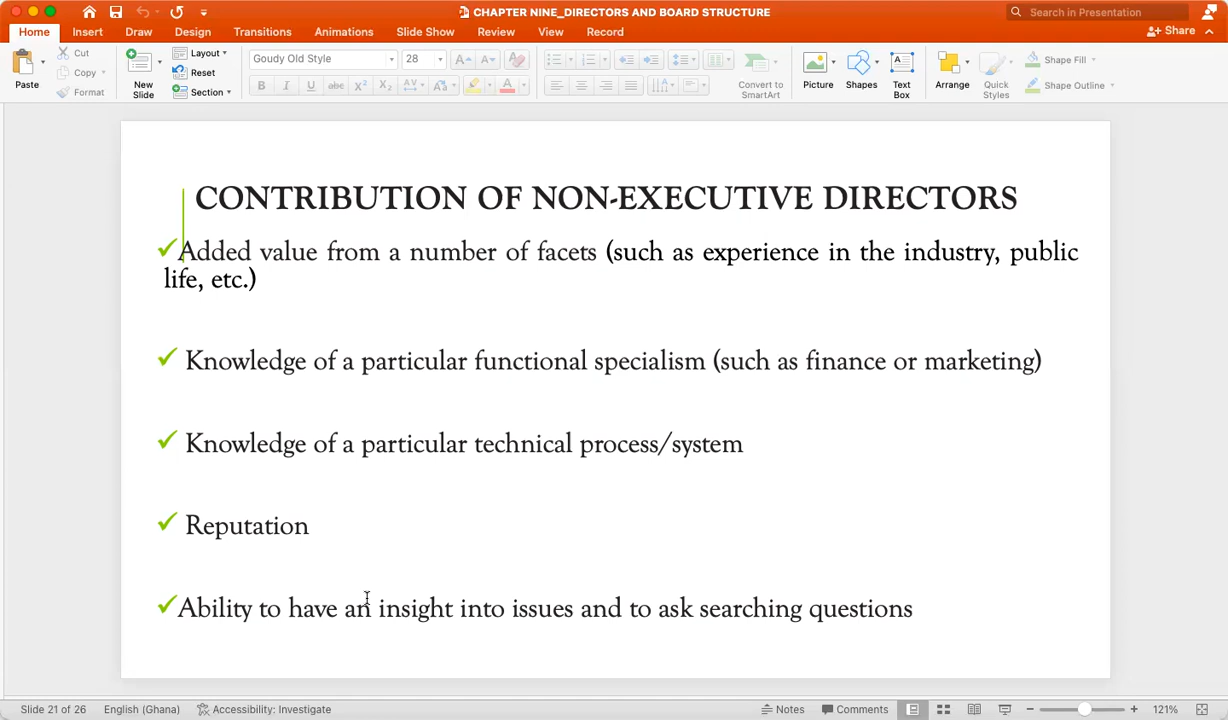 CHAPTER NINE_DIRECTORS AND BOARD STRUCTURE
Search in Presentation
Home Insert Draw Design Transitions Animations Slide Show Review View Record
Share
Paste
Cut
Copy
Format
New Slide
Layout
Reset
Section
Goudy Old Style 28
B I U abc X² X₂ AV Aa A
Convert to SmartArt
Picture
Shapes
Text Box
Arrange
Quick Styles
Shape Fill
Shape Outline
CONTRIBUTION OF NON-EXECUTIVE DIRECTORS
Added value from a number of facets (such as experience in the industry, public
life, etc.)
Knowledge of a particular functional specialism (such as finance or marketing)
Knowledge of a particular technical process/system
Reputation
Ability to have an insight into issues and to ask searching questions
Slide 21 of 26 English (Ghana) Accessibility: Investigate Notes Comments 121%